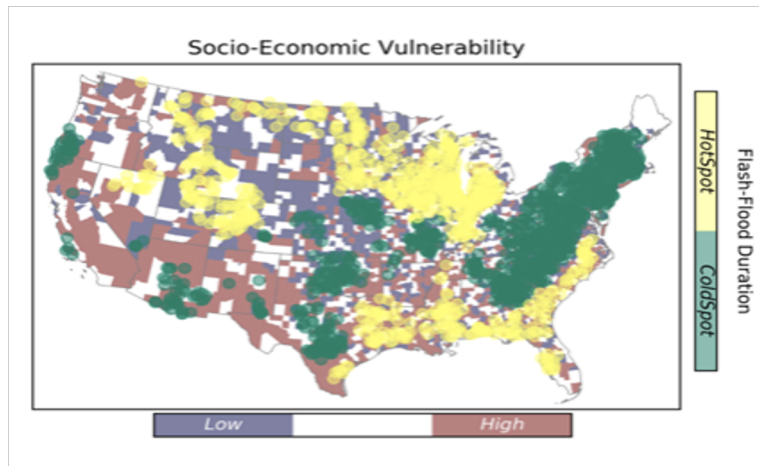 Socio-Economic Vulnerability
HotSpot
ColdSpot
Flash-Flood Duration
Low
High